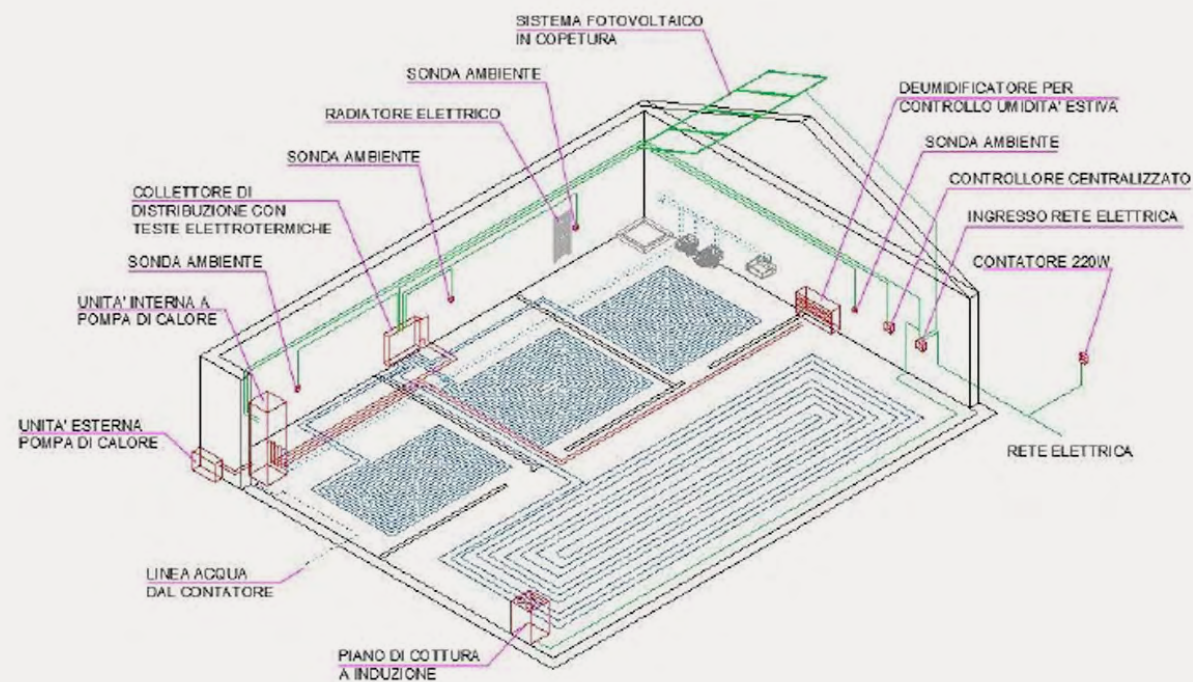 SISTEMA FOTOVOLTAICO
IN COPETURA
SONDA AMBIENTE
DEUMIDIFICATORE PER
CONTROLLO UMIDITA' ESTIVA
RADIATORE ELETTRICO
SONDA AMBIENTE
SONDA AMBIENTE
CONTROLLORE CENTRALIZZATO
COLLETTORE DI
DISTRIBUZIONE CON
TESTE ELETTROTERMICHE
INGRESSO RETE ELETTRICA
SONDA AMBIENTE
CONTATORE 220W
UNITA' INTERNA A
POMPA DI CALORE
UNITA' ESTERNA
POMPA DI CALORE
RETE ELETTRICA
LINEA ACQUA
DAL CONTATORE
PIANO DI COTTURA
A INDUZIONE